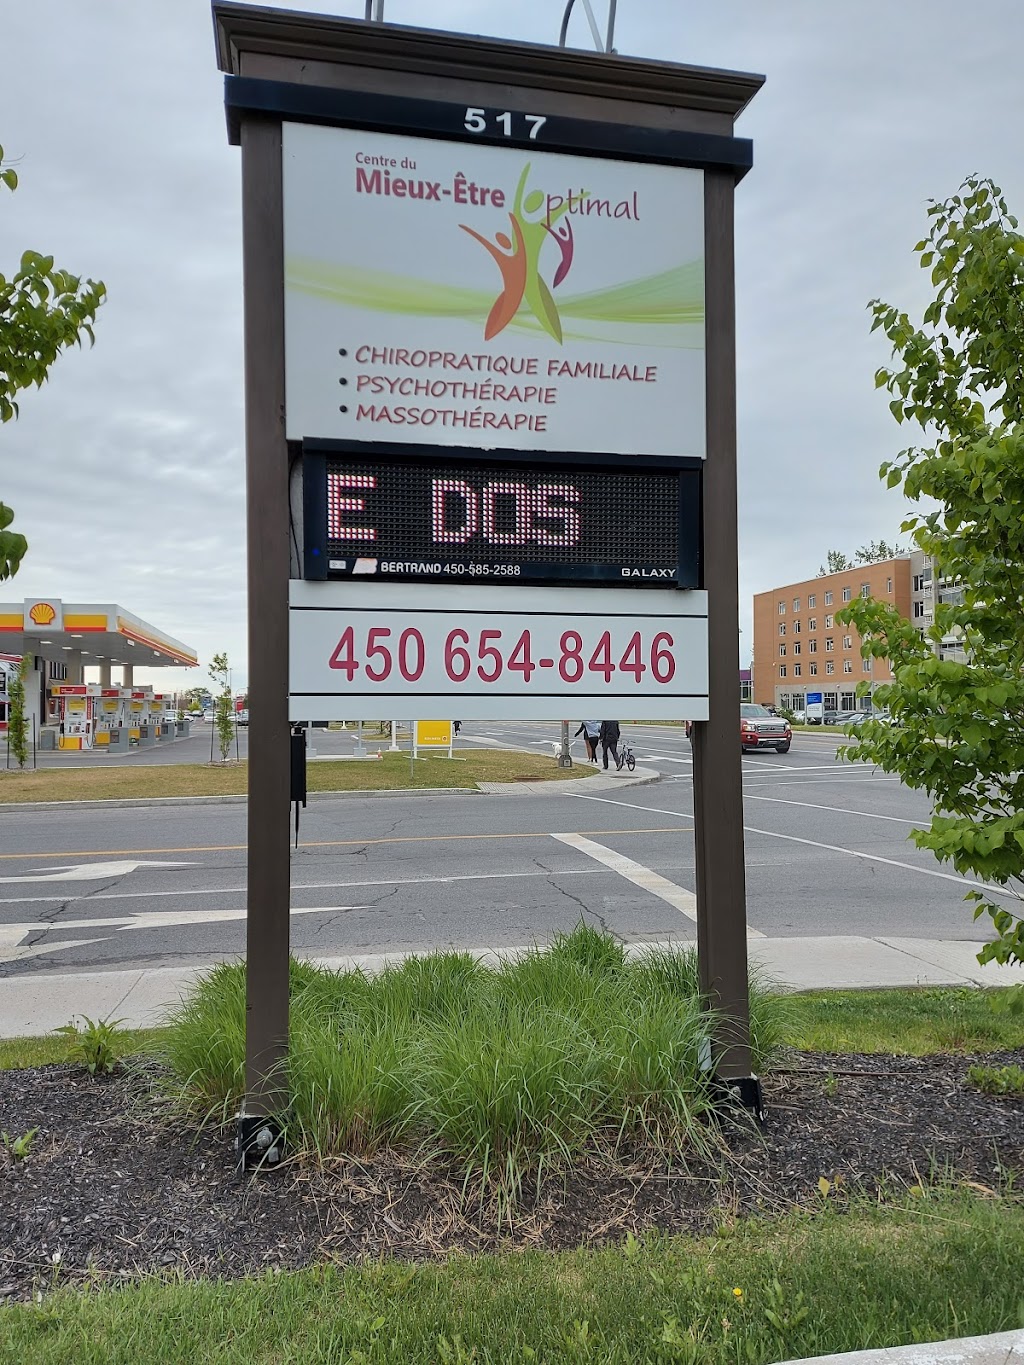 517
Centre du
Mieux-Être Optimal
• CHIROPRATIQUE FAMILIALE
• PSYCHOTHÉRAPIE
• MASSOTHÉRAPIE
E DOS
BERTRAND 450-585-2588 GALAXY
450 654-8446